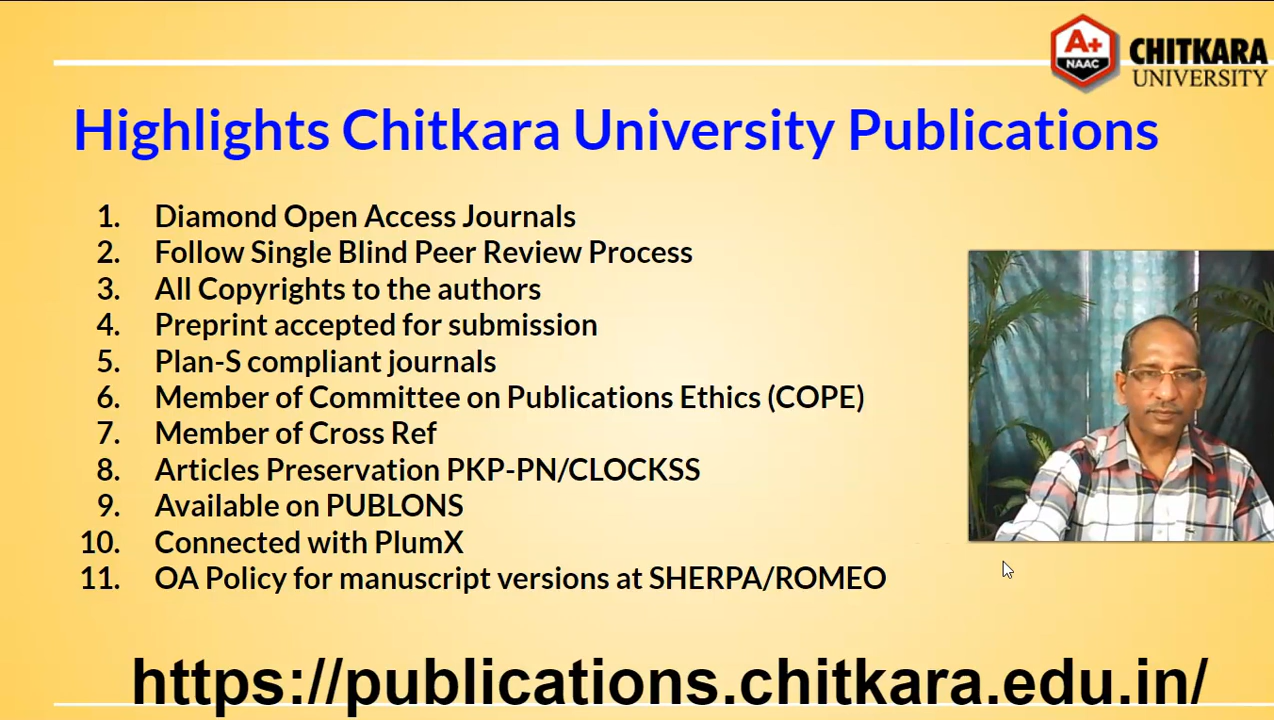 A+
NAAC
CHITKARA
UNIVERSITY
Highlights Chitkara University Publications
1. Diamond Open Access Journals
2. Follow Single Blind Peer Review Process
3. All Copyrights to the authors
4. Preprint accepted for submission
5. Plan-S compliant journals
6. Member of Committee on Publications Ethics (COPE)
7. Member of Cross Ref
8. Articles Preservation PKP-PN/CLOCKSS
9. Available on PUBLONS
10. Connected with PlumX
11. OA Policy for manuscript versions at SHERPA/ROMEO
https://publications.chitkara.edu.in/